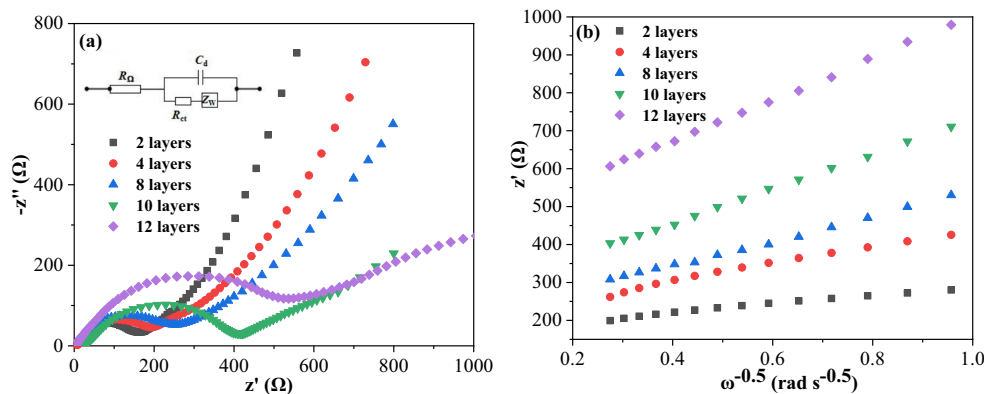 (a)
C_d
R_Ω
Z_W
R_ct
2 layers
4 layers
8 layers
10 layers
12 layers
-z'' (Ω)
800
600
400
200
0
0 200 400 600 800 1000
z' (Ω)
(b)
2 layers
4 layers
8 layers
10 layers
12 layers
z' (Ω)
1000
900
800
700
600
500
400
300
200
0.2 0.4 0.6 0.8 1.0
ω^-0.5 (rad s^-0.5)